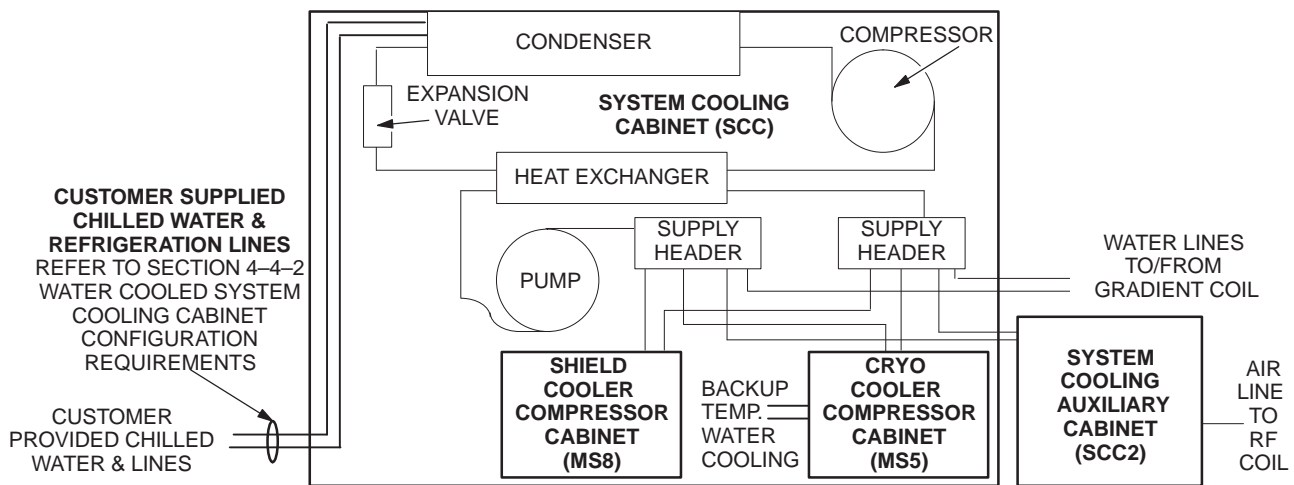 CONDENSER
COMPRESSOR
EXPANSION
VALVE
SYSTEM COOLING
CABINET (SCC)
HEAT EXCHANGER
CUSTOMER SUPPLIED
CHILLED WATER &
REFRIGERATION LINES
REFER TO SECTION 4–4–2
WATER COOLED SYSTEM
COOLING CABINET
CONFIGURATION
REQUIREMENTS
SUPPLY
HEADER
SUPPLY
HEADER
PUMP
WATER LINES
TO/FROM
GRADIENT COIL
SHIELD
COOLER
COMPRESSOR
CABINET
(MS8)
BACKUP
TEMP.
WATER
COOLING
CRYO
COOLER
COMPRESSOR
CABINET
(MS5)
SYSTEM
COOLING
AUXILIARY
CABINET
(SCC2)
AIR
LINE
TO
RF
COIL
CUSTOMER
PROVIDED CHILLED
WATER & LINES